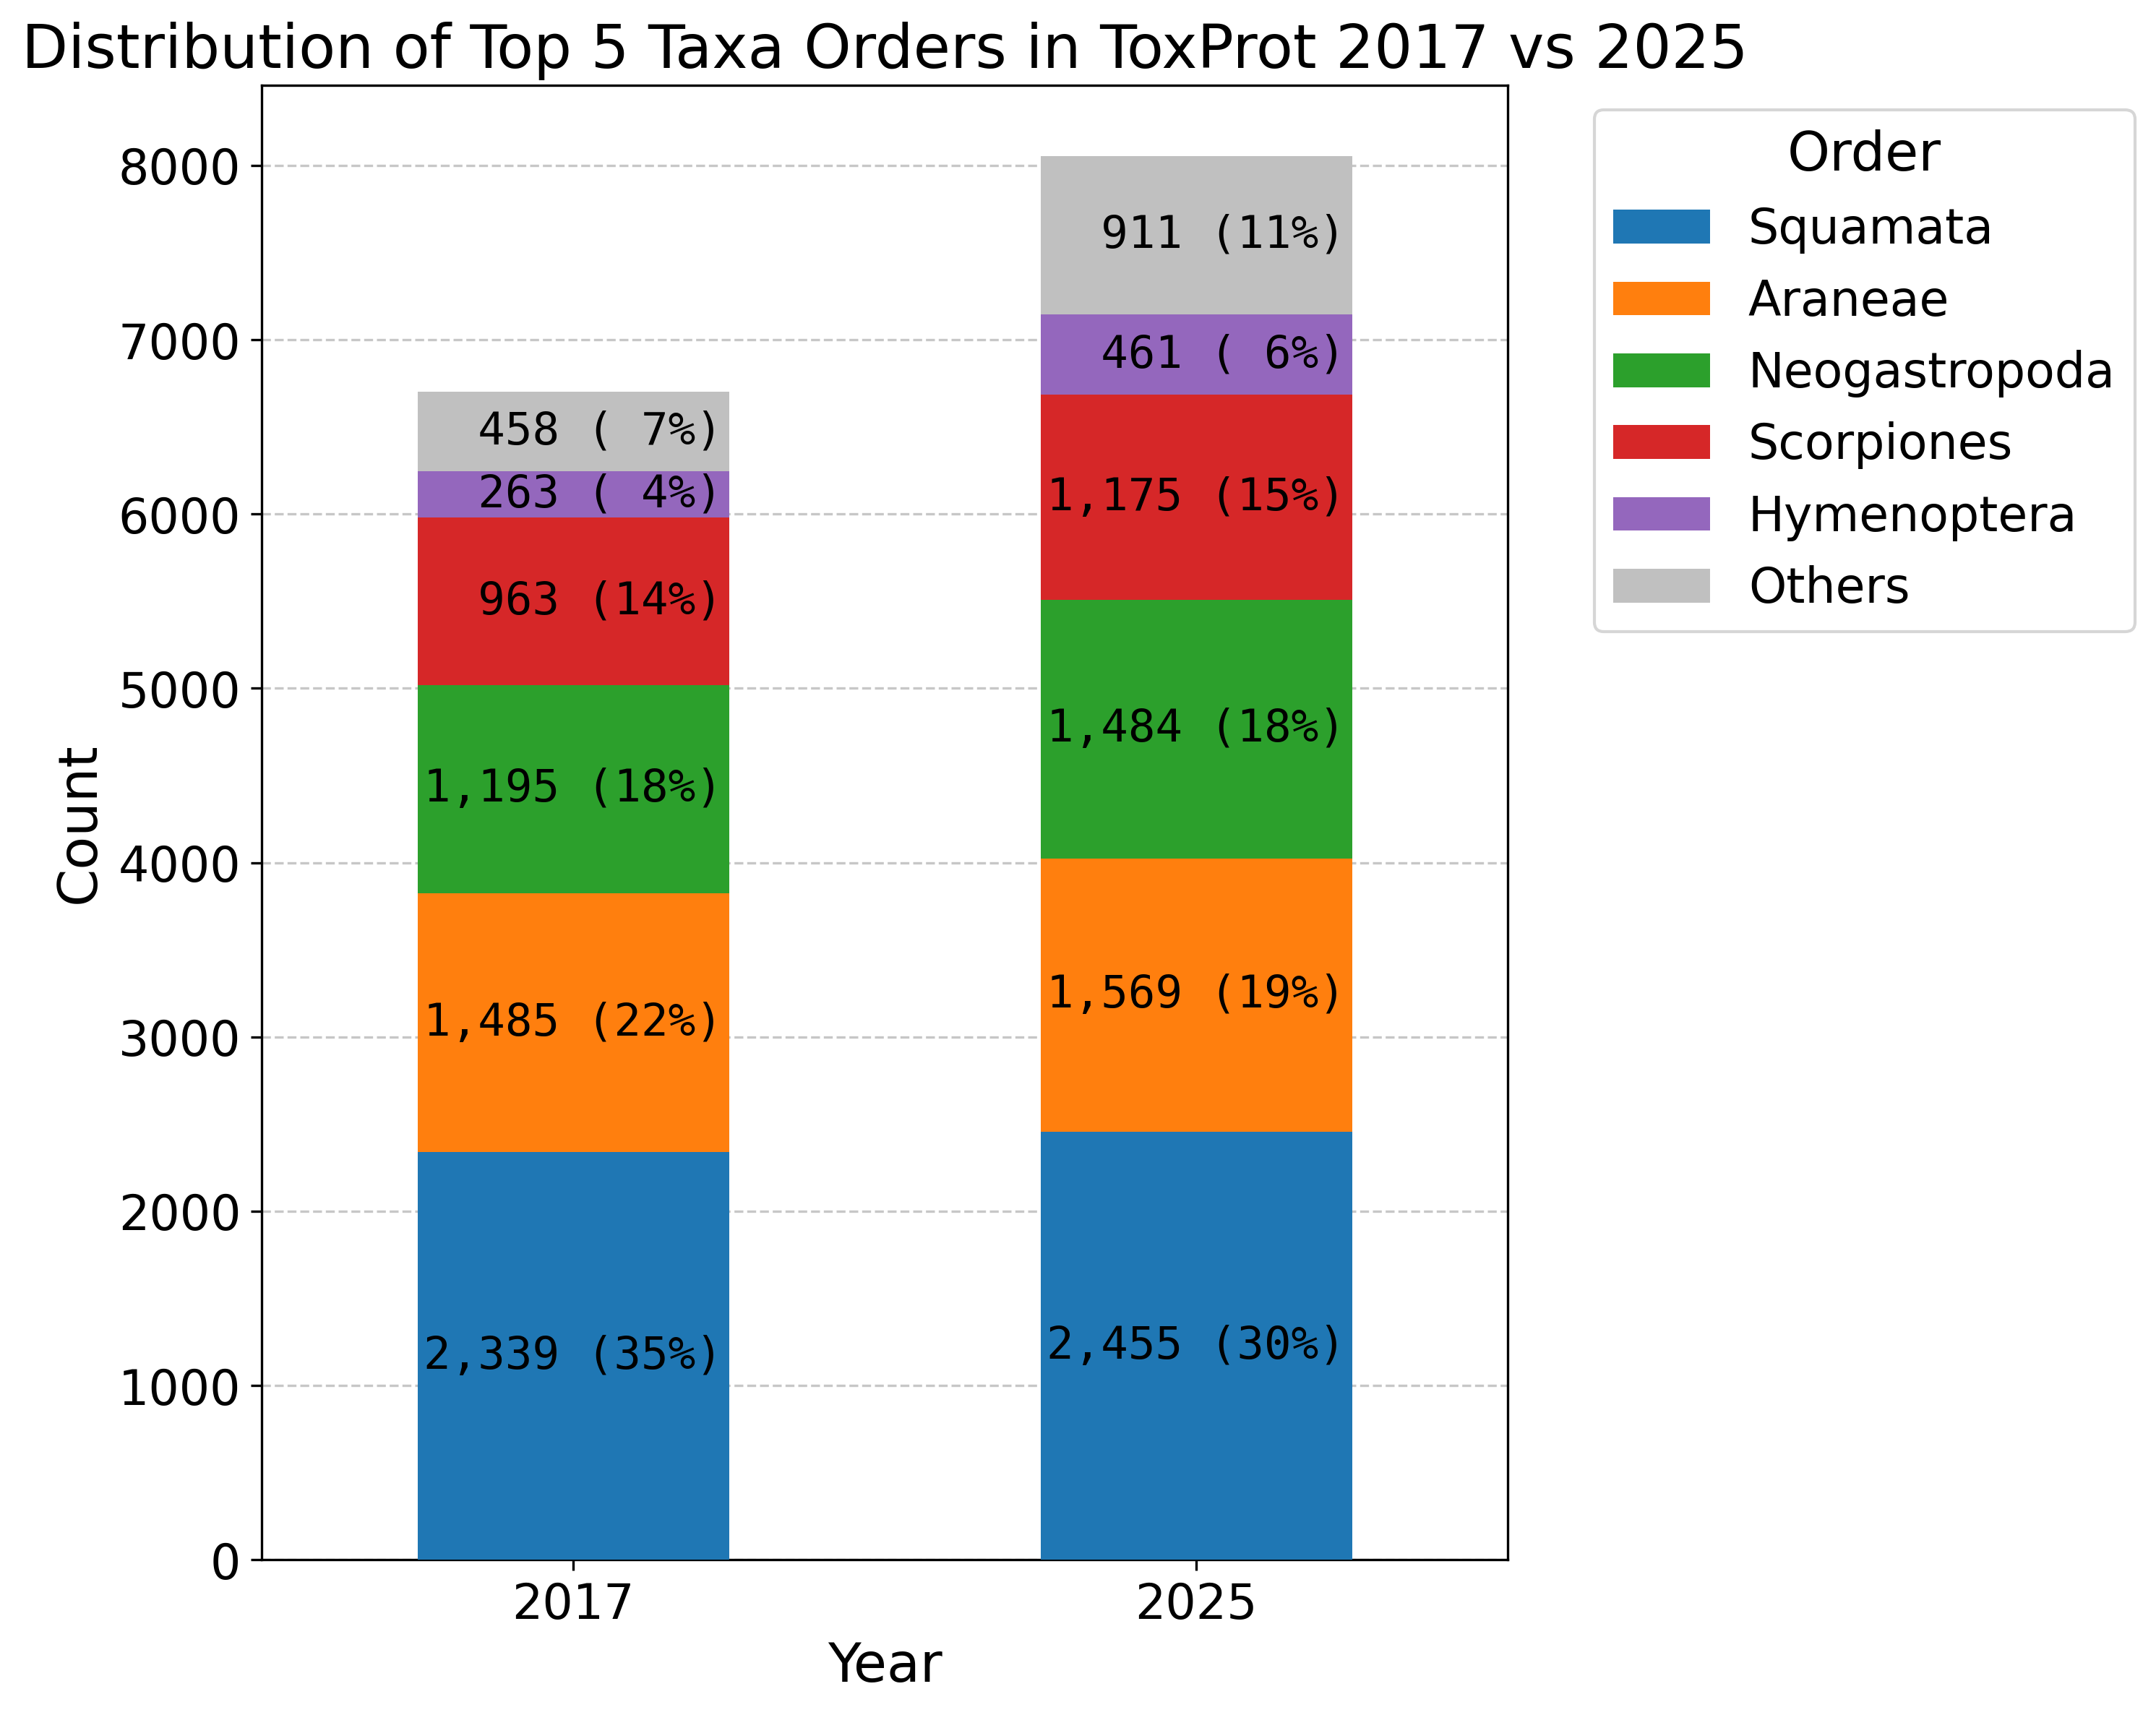 Distribution of Top 5 Taxa Orders in ToxProt 2017 vs 2025
Count
8000
7000
6000
5000
4000
3000
2000
1000
0
458 ( 7%)
263 ( 4%)
963 (14%)
1,195 (18%)
1,485 (22%)
2,339 (35%)
911 (11%)
461 ( 6%)
1,175 (15%)
1,484 (18%)
1,569 (19%)
2,455 (30%)
2017
2025
Year
Order
Squamata
Araneae
Neogastropoda
Scorpiones
Hymenoptera
Others